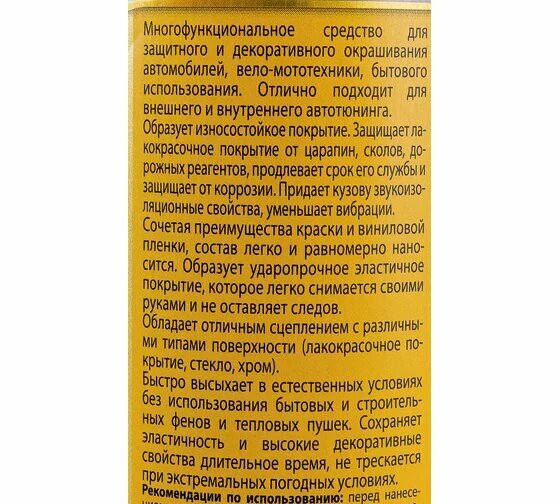 Многофункциональное средство для
защитного и декоративного окрашивания
автомобилей, вело-мототехники, бытового
использования. Отлично подходит для
внешнего и внутреннего автотюнинга.
Образует износостойкое покрытие. Защищает ла-
кокрасочное покрытие от царапин, сколов, до-
рожных реагентов, продлевает срок его службы и
защищает от коррозии. Придает кузову звукоизо-
ляционные свойства, уменьшает вибрации.
Сочетая преимущества краски и виниловой
пленки, состав легко и равномерно нано-
сится. Образует ударопрочное эластичное
покрытие, которое легко снимается своими
руками и не оставляет следов.
Обладает отличным сцеплением с различны-
ми типами поверхности (лакокрасочное по-
крытие, стекло, хром).
Быстро высыхает в естественных условиях
без использования бытовых и строитель-
ных фенов и тепловых пушек. Сохраняет
эластичность и высокие декоративные
свойства длительное время, не трескается
при экстремальных погодных условиях.
Рекомендации по использованию: перед нанесе-